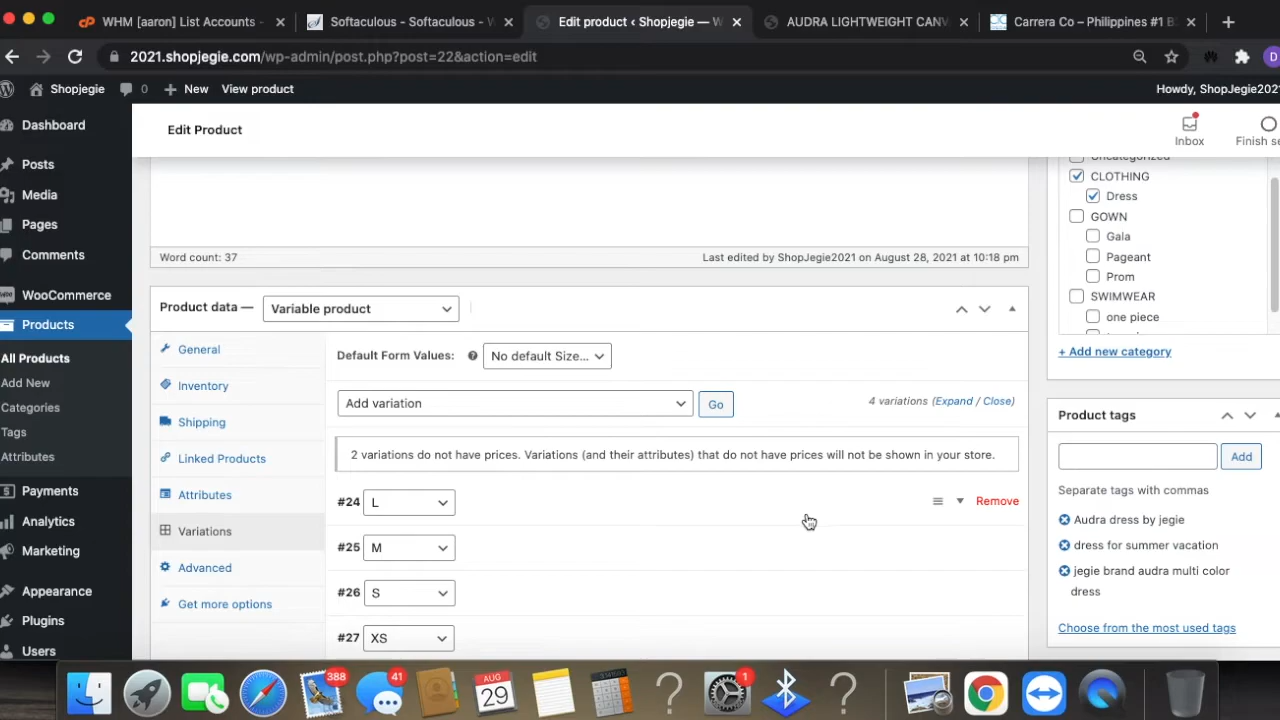 WHM [aaron] List Accounts -
Softaculous - Softaculous - W
Edit product ‹ Shopjegie — W
AUDRA LIGHTWEIGHT CANV
Carrera Co – Philippines #1 B
2021.shopjegie.com/wp-admin/post.php?post=22&action=edit
Shopjegie 0 New View product
Howdy, ShopJegie2021
Edit Product
Inbox
Finish se
Dashboard
Posts
Media
Pages
Comments
WooCommerce
Products
All Products
Add New
Categories
Tags
Attributes
Payments
Analytics
Marketing
Appearance
Plugins
Users
Word count: 37
Last edited by ShopJegie2021 on August 28, 2021 at 10:18 pm
Product data — Variable product
General
Inventory
Shipping
Linked Products
Attributes
Variations
Advanced
Get more options
Default Form Values: No default Size...
Add variation Go
4 variations (Expand / Close)
2 variations do not have prices. Variations (and their attributes) that do not have prices will not be shown in your store.
#24 L Remove
#25 M
#26 S
#27 XS
Uncategorized
CLOTHING
Dress
GOWN
Gala
Pageant
Prom
SWIMWEAR
one piece
+ Add new category
Product tags
Add
Separate tags with commas
Audra dress by jegie
dress for summer vacation
jegie brand audra multi color
dress
Choose from the most used tags
388
41
AUG
29
1